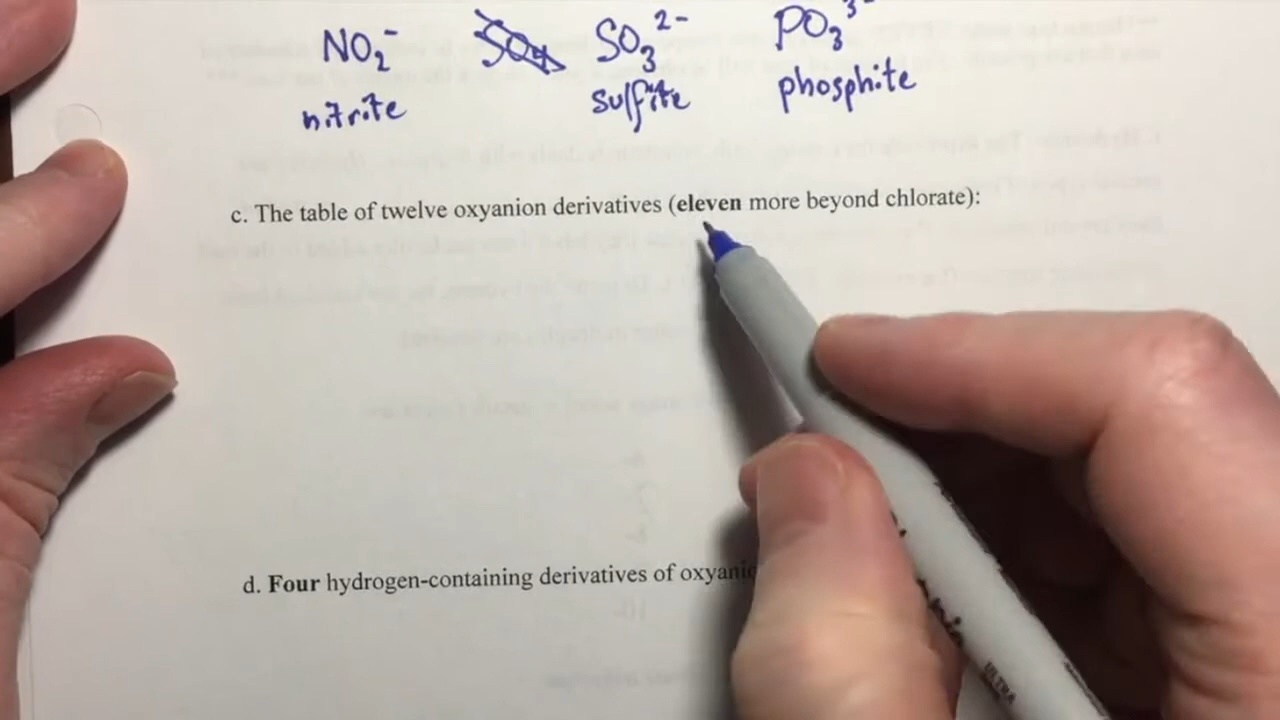 NO₂⁻ SO₄ SO₃²⁻ PO₃³⁻
nitrite sulfite phosphite
c. The table of twelve oxyanion derivatives (eleven more beyond chlorate):
d. Four hydrogen-containing derivatives of
ULTRA